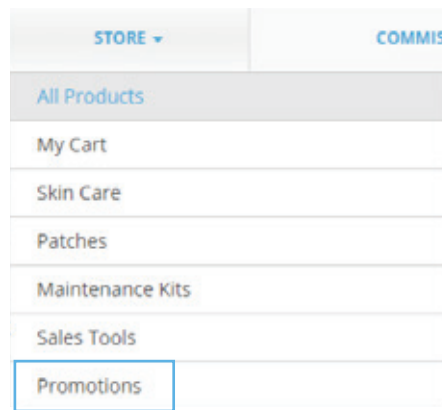 STORE
COMMIS
All Products
My Cart
Skin Care
Patches
Maintenance Kits
Sales Tools
Promotions